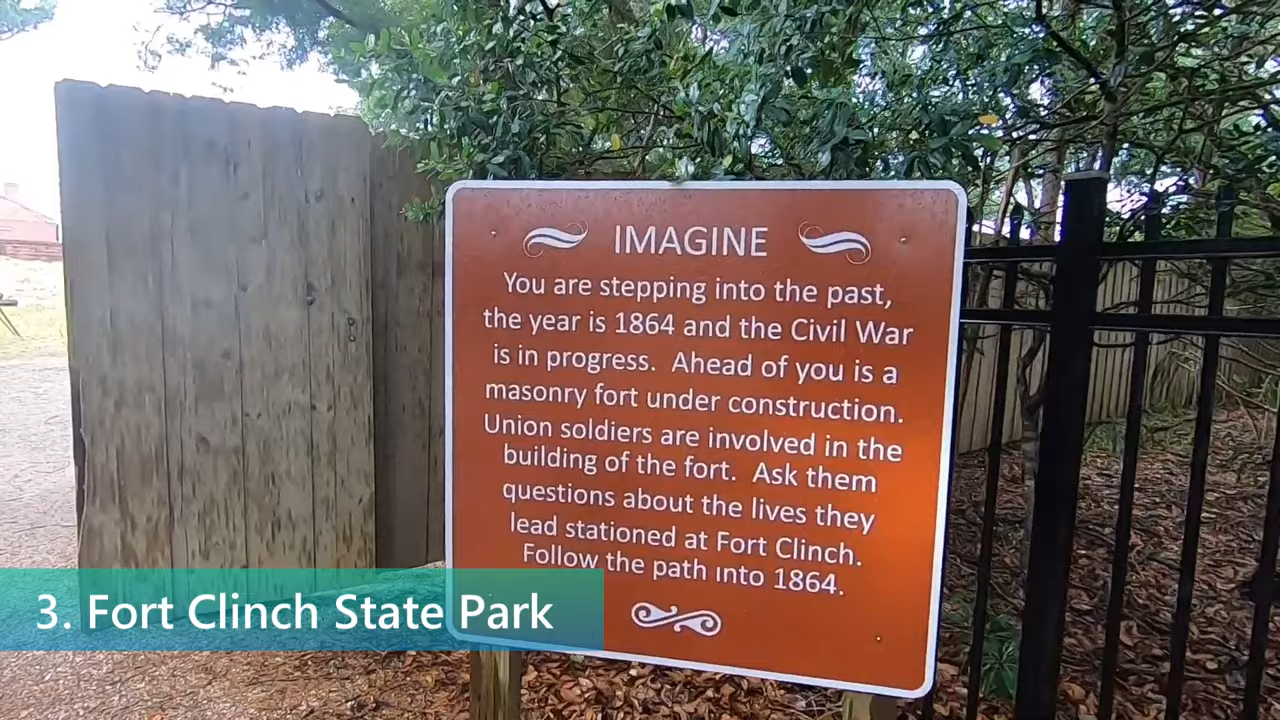 IMAGINE
You are stepping into the past,
the year is 1864 and the Civil War
is in progress. Ahead of you is a
masonry fort under construction.
Union soldiers are involved in the
building of the fort. Ask them
questions about the lives they
lead stationed at Fort Clinch.
Follow the path into 1864.
3. Fort Clinch State Park